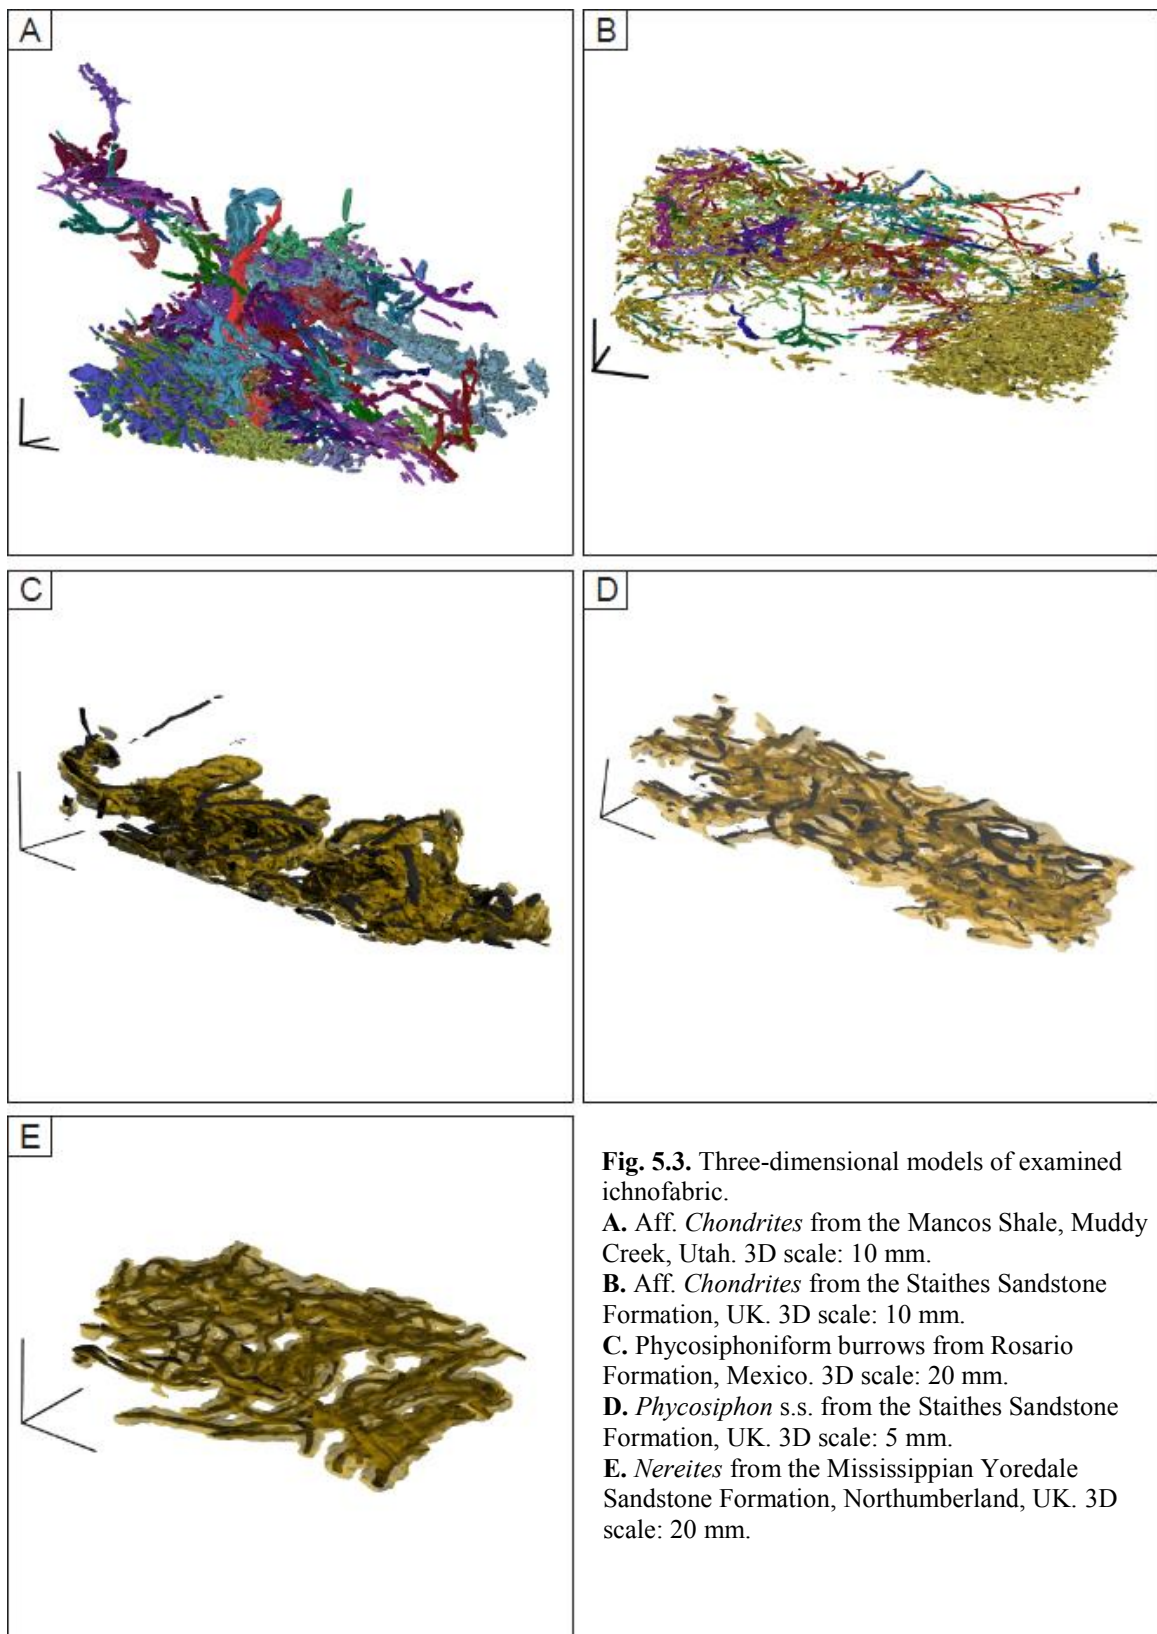 A
B
C
D
E
Fig. 5.3. Three-dimensional models of examined
ichnofabric.
A. Aff. Chondrites from the Mancos Shale, Muddy
Creek, Utah. 3D scale: 10 mm.
B. Aff. Chondrites from the Staithes Sandstone
Formation, UK. 3D scale: 10 mm.
C. Phycosiphoniform burrows from Rosario
Formation, Mexico. 3D scale: 20 mm.
D. Phycosiphon s.s. from the Staithes Sandstone
Formation, UK. 3D scale: 5 mm.
E. Nereites from the Mississippian Yoredale
Sandstone Formation, Northumberland, UK. 3D
scale: 20 mm.